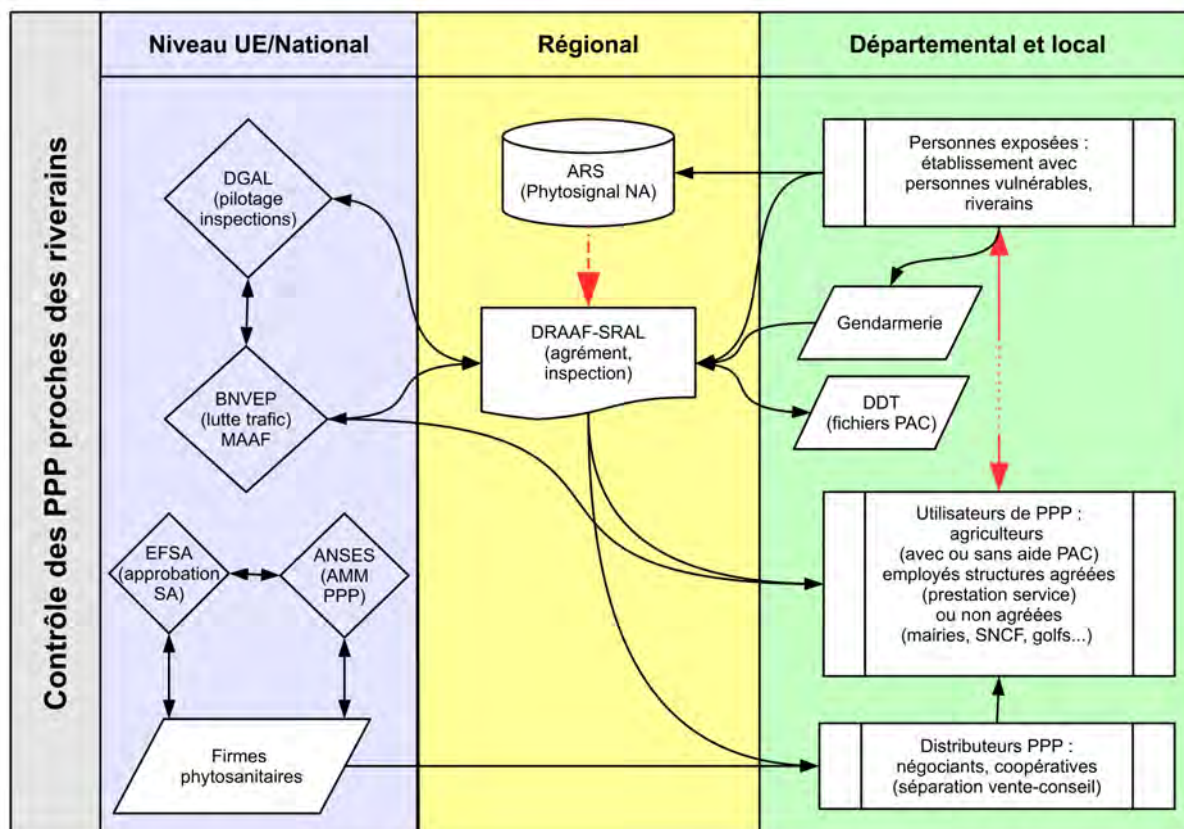 Contrôle des PPP proches des riverains
Niveau UE/National
Régional
Départemental et local
DGAL
(pilotage
inspections)
BNVEP
(lutte trafic)
MAAF
EFSA
(approbation
SA)
ANSES
(AMM
PPP)
Firmes
phytosanitaires
ARS
(Phytosignal NA)
DRAAF-SRAL
(agrément,
inspection)
Personnes exposées :
établissement avec
personnes vulnérables,
riverains
Gendarmerie
DDT
(fichiers PAC)
Utilisateurs de PPP :
agriculteurs
(avec ou sans aide PAC)
employés structures agréées
(prestation service)
ou non agréées
(mairies, SNCF, golfs...)
Distributeurs PPP :
négociants, coopératives
(séparation vente-conseil)